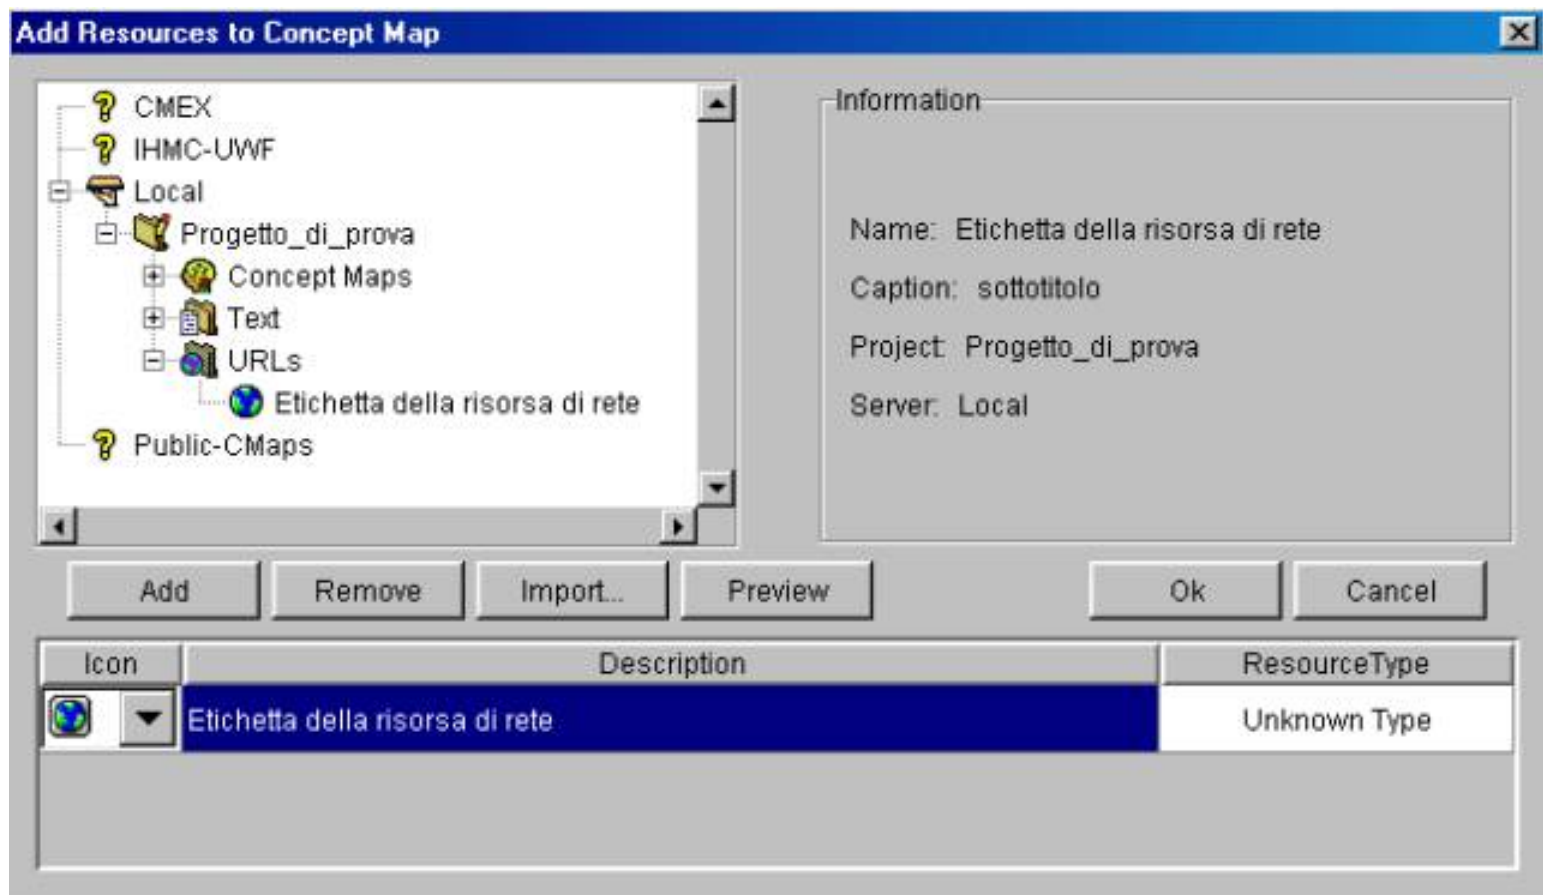 Add Resources to Concept Map
CMEX
IHMC-UWF
Local
Progetto_di_prova
Concept Maps
Text
URLs
Etichetta della risorsa di rete
Public-CMaps
Information
Name: Etichetta della risorsa di rete
Caption: sottotitolo
Project: Progetto_di_prova
Server: Local
Add Remove Import... Preview Ok Cancel
Icon Description ResourceType
Etichetta della risorsa di rete Unknown Type